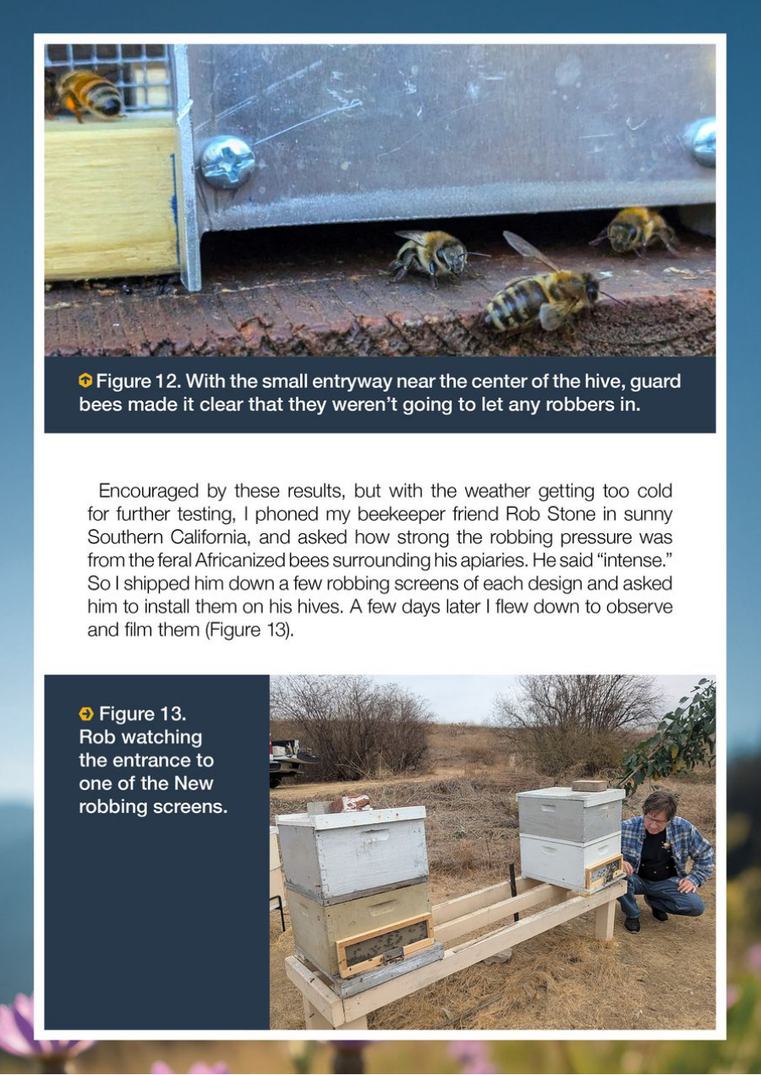 Figure 12. With the small entryway near the center of the hive, guard
bees made it clear that they weren’t going to let any robbers in.
Encouraged by these results, but with the weather getting too cold
for further testing, I phoned my beekeeper friend Rob Stone in sunny
Southern California, and asked how strong the robbing pressure was
from the feral Africanized bees surrounding his apiaries. He said “intense.”
So I shipped him down a few robbing screens of each design and asked
him to install them on his hives. A few days later I flew down to observe
and film them (Figure 13).
Figure 13.
Rob watching
the entrance to
one of the New
robbing screens.